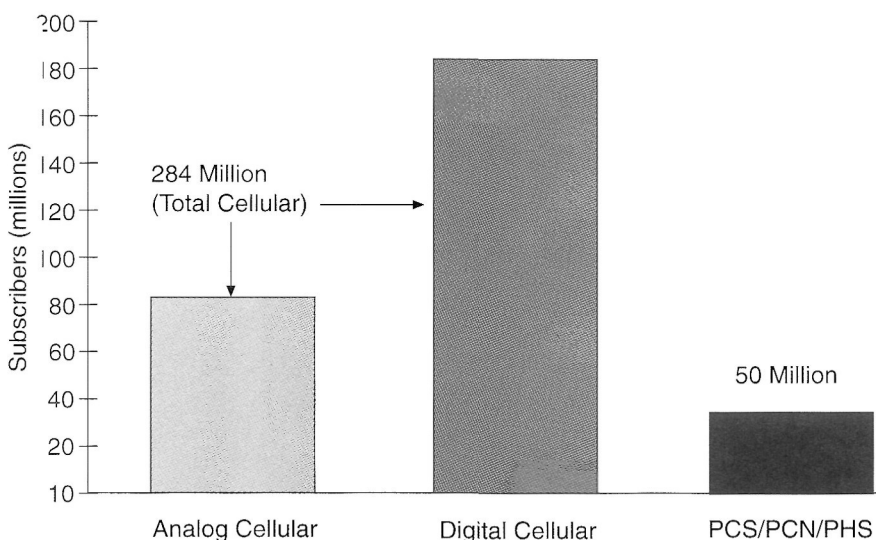 Subscribers (millions)
200
180
160
140
120
100
80
60
40
20
10
284 Million
(Total Cellular)
50 Million
Analog Cellular
Digital Cellular
PCS/PCN/PHS